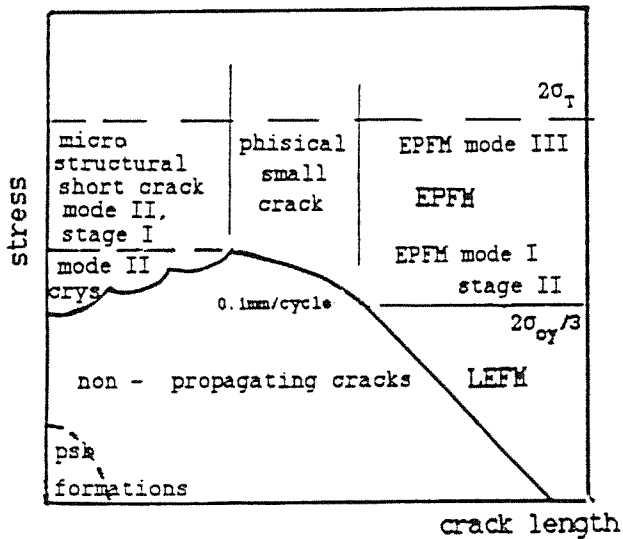 2σT
micro
structural
short crack
mode II,
stage I
phisical
small
crack
EPFM mode III
EPFM
EPFM mode I
stage II
stress
mode II
crys
0.1mm/cycle
2σcy/3
non - propagating cracks
LEFM
psb
formations
crack length